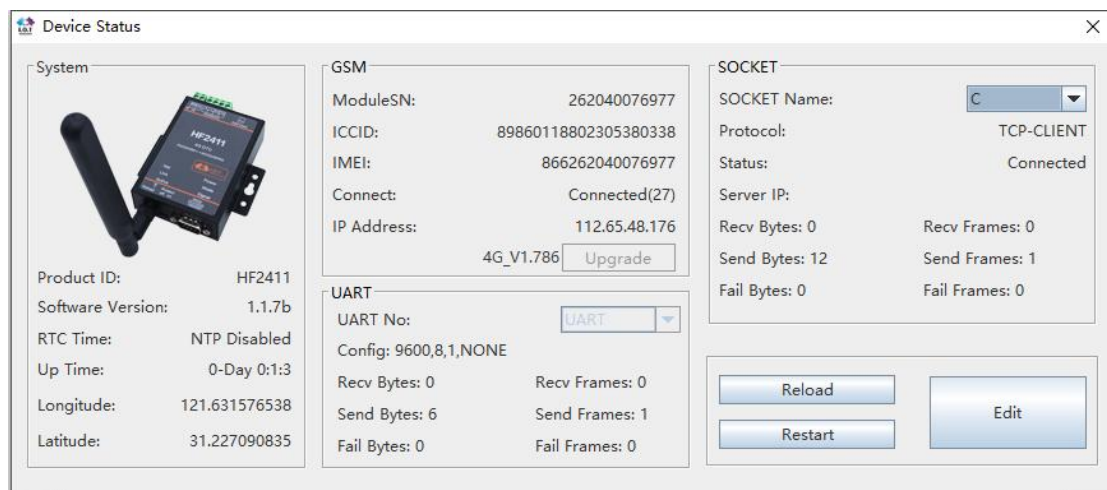 Device Status
System
HF2411
Product ID: HF2411
Software Version: 1.1.7b
RTC Time: NTP Disabled
Up Time: 0-Day 0:1:3
Longitude: 121.631576538
Latitude: 31.227090835
GSM
ModuleSN: 262040076977
ICCID: 89860118802305380338
IMEI: 866262040076977
Connect: Connected(27)
IP Address: 112.65.48.176
4G_V1.786 Upgrade
UART
UART No: UART
Config: 9600,8,1,NONE
Recv Bytes: 0 Recv Frames: 0
Send Bytes: 6 Send Frames: 1
Fail Bytes: 0 Fail Frames: 0
SOCKET
SOCKET Name: C
Protocol: TCP-CLIENT
Status: Connected
Server IP:
Recv Bytes: 0 Recv Frames: 0
Send Bytes: 12 Send Frames: 1
Fail Bytes: 0 Fail Frames: 0
Reload
Restart
Edit